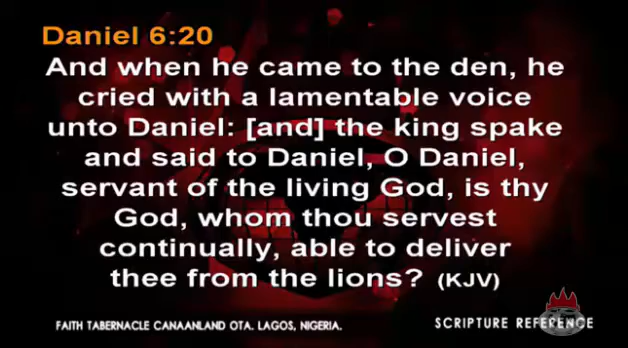 Daniel 6:20
And when he came to the den, he
cried with a lamentable voice
unto Daniel: [and] the king spake
and said to Daniel, O Daniel,
servant of the living God, is thy
God, whom thou servest
continually, able to deliver
thee from the lions? (KJV)
FAITH TABERNACLE CANAANLAND OTA. LAGOS, NIGERIA.
SCRIPTURE REFERENCE